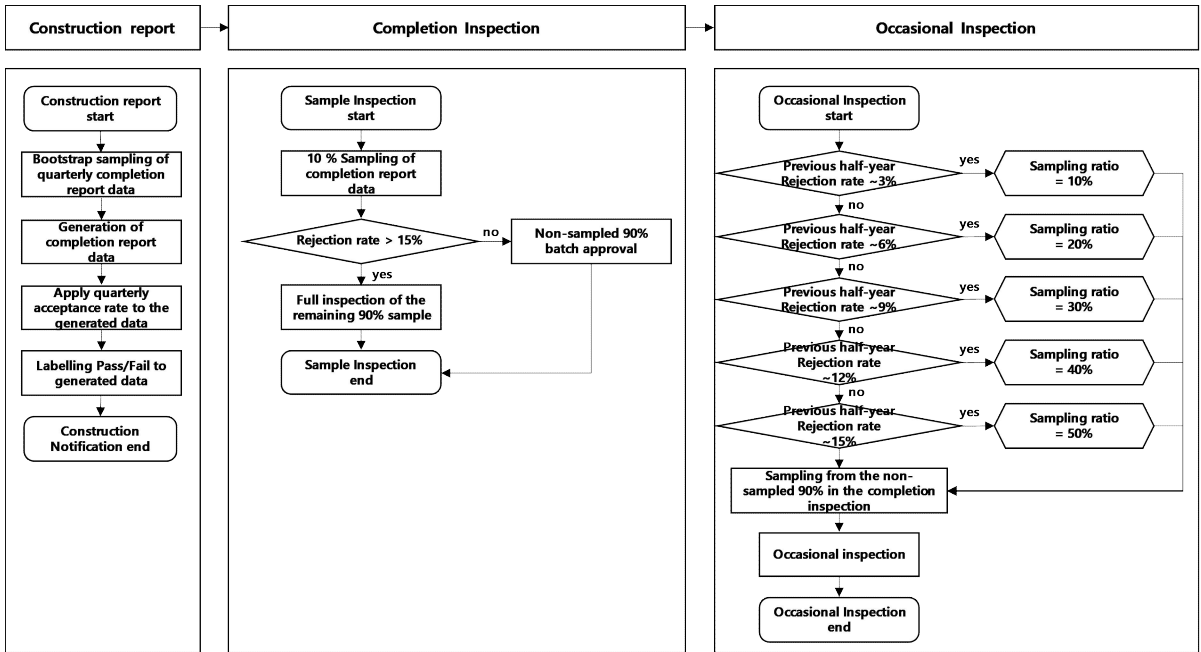 Construction report
Completion Inspection
Occasional Inspection
Construction report
start
Bootstrap sampling of
quarterly completion
report data
Generation of
completion report
data
Apply quarterly
acceptance rate to the
generated data
Labelling Pass/Fail to
generated data
Construction
Notification end
Sample Inspection
start
10 % Sampling of
completion report
data
Rejection rate > 15%
no
Non-sampled 90%
batch approval
yes
Full inspection of the
remaining 90% sample
Sample Inspection
end
Occasional Inspection
start
Previous half-year
Rejection rate ~3%
yes
Sampling ratio
= 10%
no
Previous half-year
Rejection rate ~6%
yes
Sampling ratio
= 20%
no
Previous half-year
Rejection rate ~9%
yes
Sampling ratio
= 30%
no
Previous half-year
Rejection rate
~12%
yes
Sampling ratio
= 40%
no
Previous half-year
Rejection rate
~15%
yes
Sampling ratio
= 50%
Sampling from the non-
sampled 90% in the completion
inspection
Occasional inspection
Occasional Inspection
end